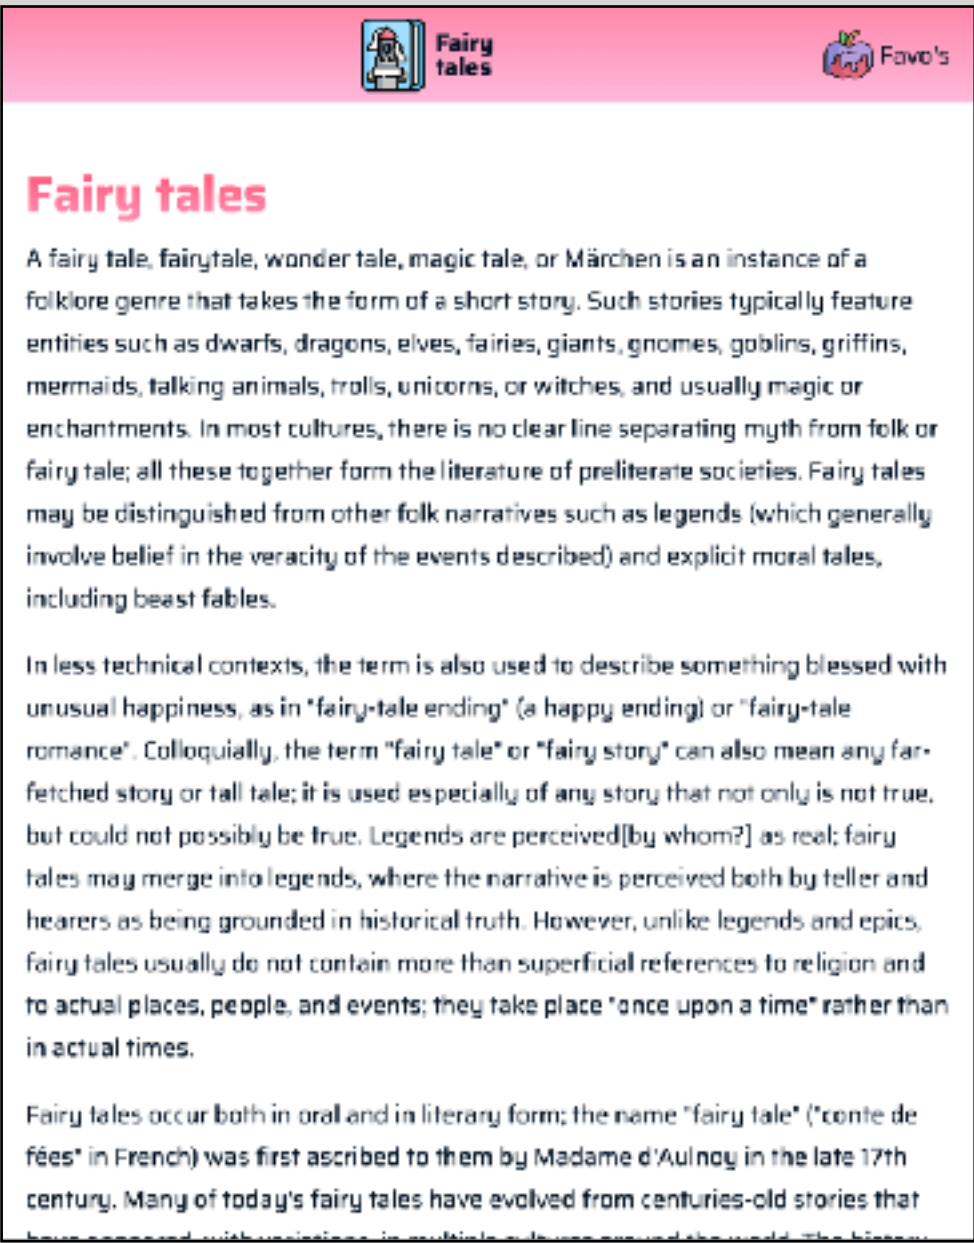 Fairy
tales
Favo's
Fairy tales
A fairy tale, fairytale, wonder tale, magic tale, or Märchen is an instance of a
folklore genre that takes the form of a short story. Such stories typically feature
entities such as dwarfs, dragons, elves, fairies, giants, gnomes, goblins, griffins,
mermaids, talking animals, trolls, unicorns, or witches, and usually magic or
enchantments. In most cultures, there is no clear line separating myth from folk or
fairy tale; all these together form the literature of preliterate societies. Fairy tales
may be distinguished from other folk narratives such as legends (which generally
involve belief in the veracity of the events described) and explicit moral tales,
including beast fables.
In less technical contexts, the term is also used to describe something blessed with
unusual happiness, as in "fairy-tale ending" (a happy ending) or "fairy-tale
romance". Colloquially, the term "fairy tale" or "fairy story" can also mean any far-
fetched story or tall tale; it is used especially of any story that not only is not true,
but could not possibly be true. Legends are perceived[by whom?] as real; fairy
tales may merge into legends, where the narrative is perceived both by teller and
hearers as being grounded in historical truth. However, unlike legends and epics,
fairy tales usually do not contain more than superficial references to religion and
to actual places, people, and events; they take place "once upon a time" rather than
in actual times.
Fairy tales occur both in oral and in literary form; the name "fairy tale" ("conte de
fées" in French) was first ascribed to them by Madame d'Aulnoy in the late 17th
century. Many of today's fairy tales have evolved from centuries-old stories that
have appeared, with variations, in multiple cultures around the world. The history